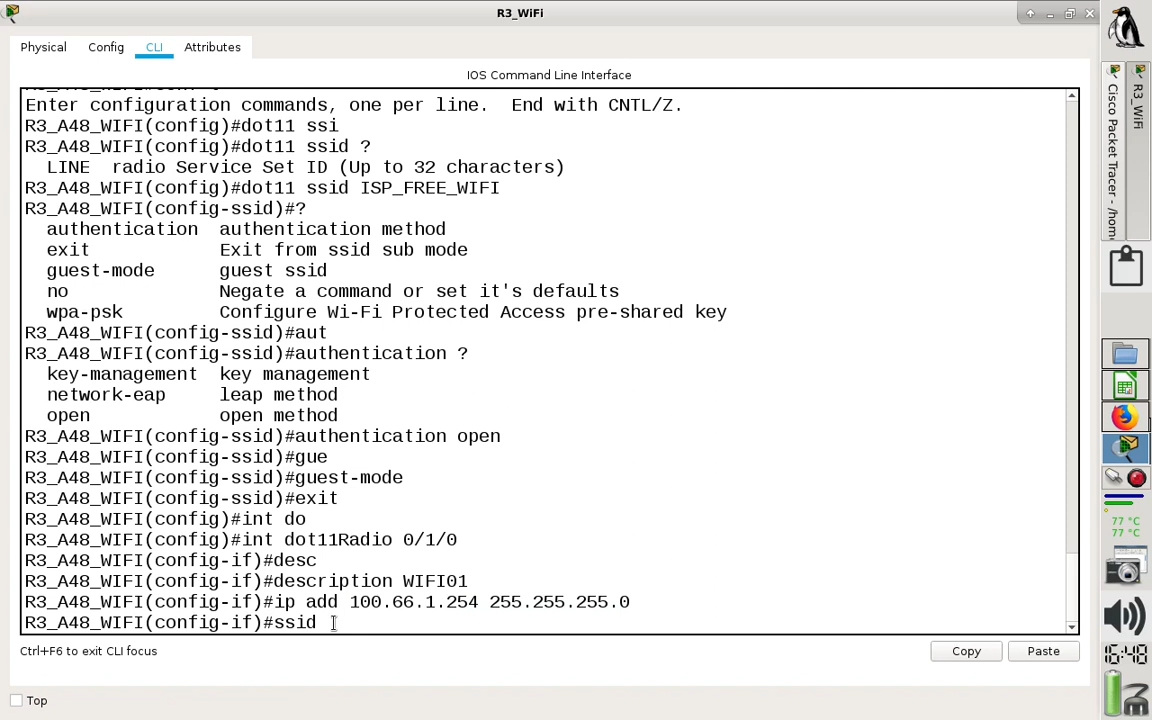 R3_WiFi
Physical Config CLI Attributes
IOS Command Line Interface
Enter configuration commands, one per line.  End with CNTL/Z.
R3_A48_WIFI(config)#dot11 ssi
R3_A48_WIFI(config)#dot11 ssid ?
  LINE  radio Service Set ID (Up to 32 characters)
R3_A48_WIFI(config)#dot11 ssid ISP_FREE_WIFI
R3_A48_WIFI(config-ssid)#?
  authentication  authentication method
  exit            Exit from ssid sub mode
  guest-mode      guest ssid
  no              Negate a command or set it's defaults
  wpa-psk         Configure Wi-Fi Protected Access pre-shared key
R3_A48_WIFI(config-ssid)#aut
R3_A48_WIFI(config-ssid)#authentication ?
  key-management  key management
  network-eap     leap method
  open            open method
R3_A48_WIFI(config-ssid)#authentication open
R3_A48_WIFI(config-ssid)#gue
R3_A48_WIFI(config-ssid)#guest-mode
R3_A48_WIFI(config-ssid)#exit
R3_A48_WIFI(config)#int do
R3_A48_WIFI(config)#int dot11Radio 0/1/0
R3_A48_WIFI(config-if)#desc
R3_A48_WIFI(config-if)#description WIFI01
R3_A48_WIFI(config-if)#ip add 100.66.1.254 255.255.255.0
R3_A48_WIFI(config-if)#ssid
Ctrl+F6 to exit CLI focus
Copy Paste
Top
Cisco Packet Tracer - /hom
R3_WiFi
77 °C
77 °C
16:48